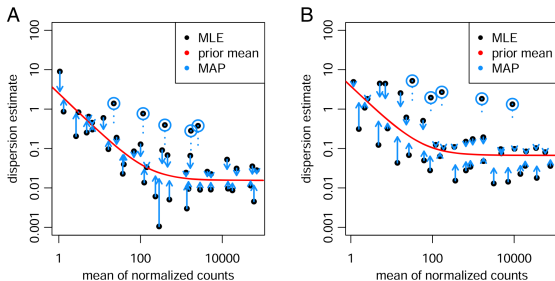 A
MLE
prior mean
MAP
dispersion estimate
100
10
1
0.1
0.01
0.001
1
100
10000
mean of normalized counts
B
MLE
prior mean
MAP
dispersion estimate
100
10
1
0.1
0.01
0.001
1
100
10000
mean of normalized counts